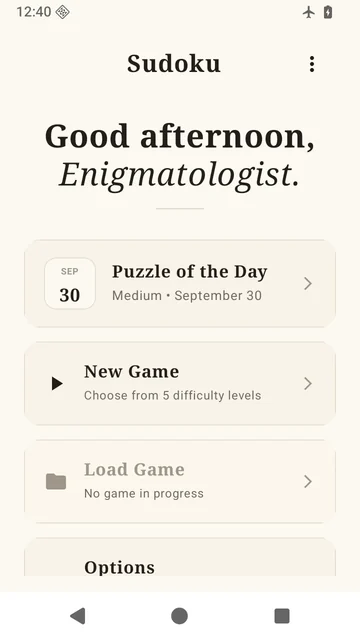 12:40
Sudoku
Good afternoon,
Enigmatologist.
SEP
30
Puzzle of the Day
Medium • September 30
New Game
Choose from 5 difficulty levels
Load Game
No game in progress
Options